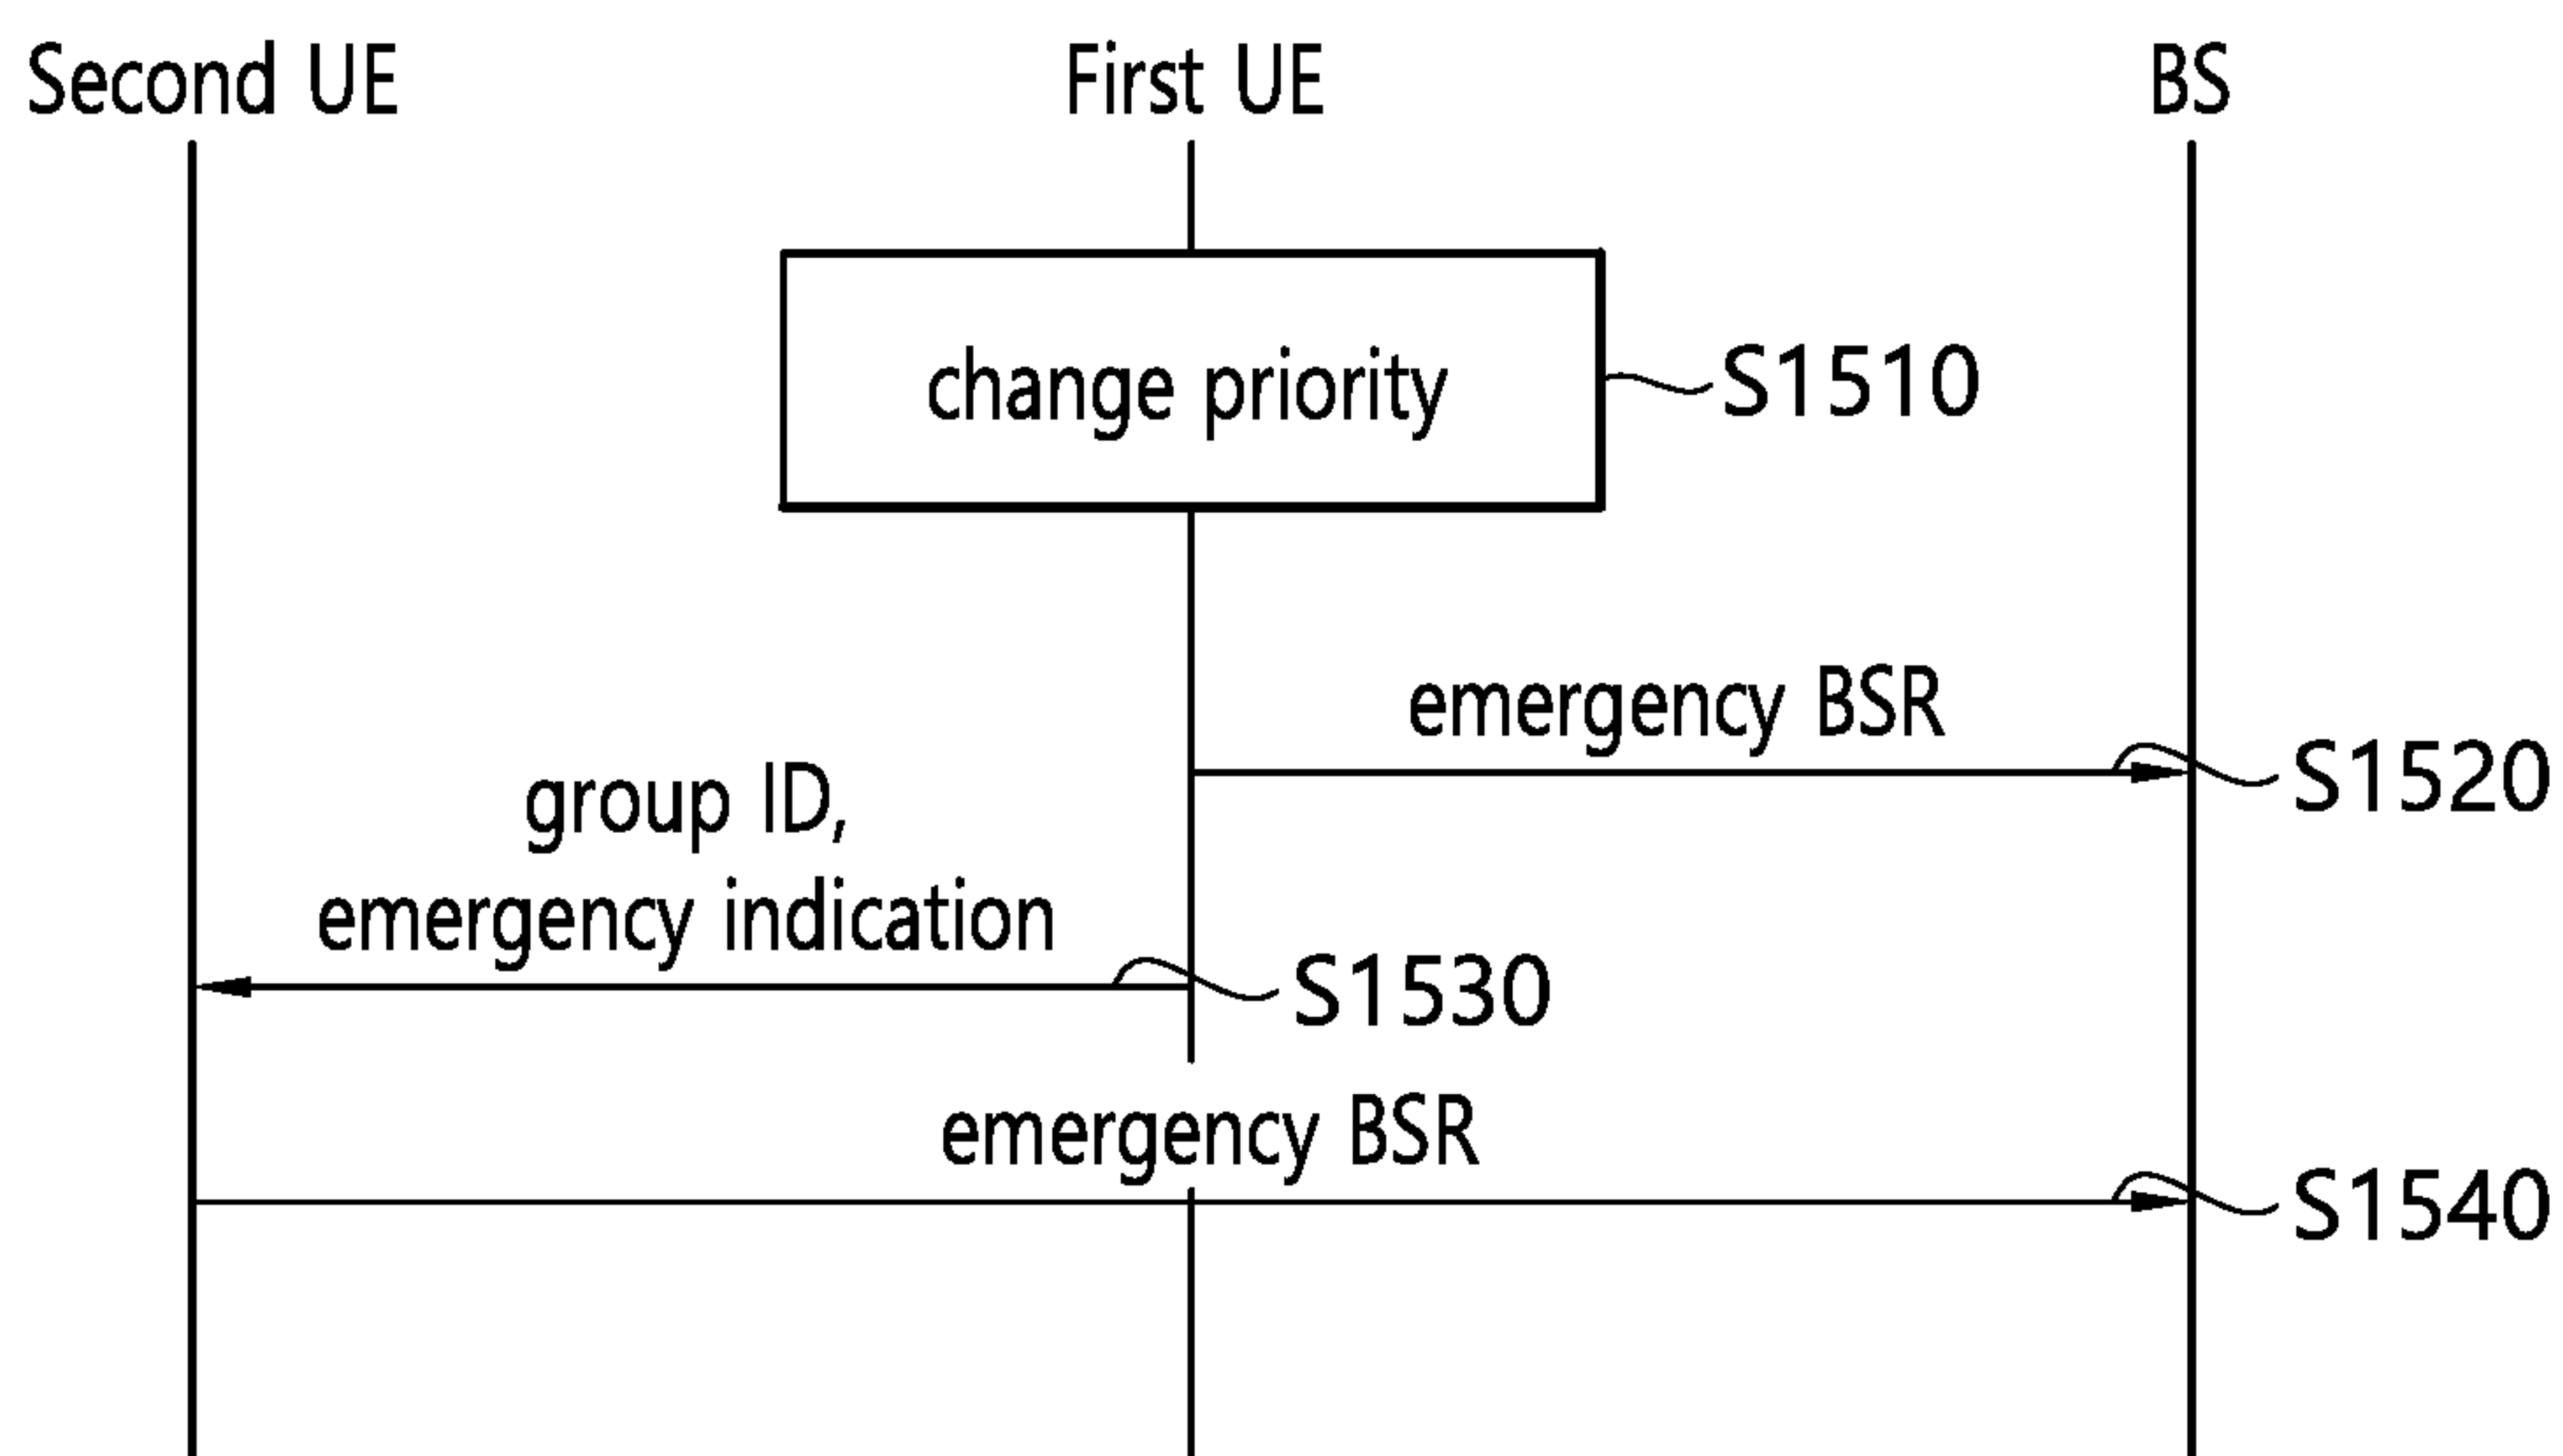 Second UE
First UE
BS
change priority
S1510
emergency BSR
S1520
group ID,
emergency indication
S1530
emergency BSR
S1540